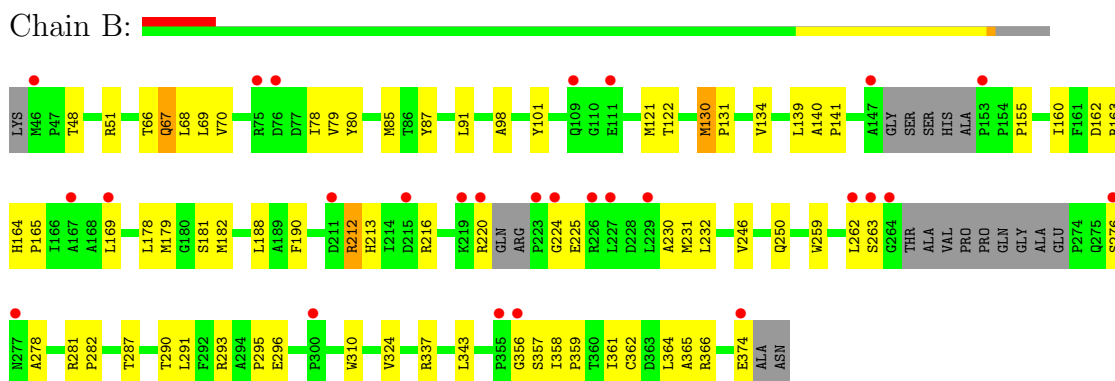 Chain B:
LYS M46 P47 T48 R51 T66 Q67 L68 L69 V70 R75 D76 D77 I78 V79 Y80 M85 T86 Y87 L91 A98 Y101 Q109 G110 E111 M121 T122 M130 P131 V134 L139 A140 P141 A147 GLY SER SER HIS ALA P153 P154 P155 I160 F161 D162 P163
H164 P165 I166 A167 A168 L169 L178 M179 G180 S181 M182 L188 A189 F190 D211 R212 H213 I214 D215 R216 K219 R220 GLN ARG P223 G224 E225 R226 L227 D228 L229 A230 M231 L232 V246 Q250 W259 L262 S263 G264 THR ALA VAL PRO PRO GLN GLY ALA GLU P274 Q275 S276
N277 A278 R281 P282 T287 T290 L291 F292 R293 A294 P295 E296 P300 W310 V324 R337 L343 P355 G356 S357 I358 P359 T360 I361 C362 D363 L364 A365 R366 E374 ALA ASN